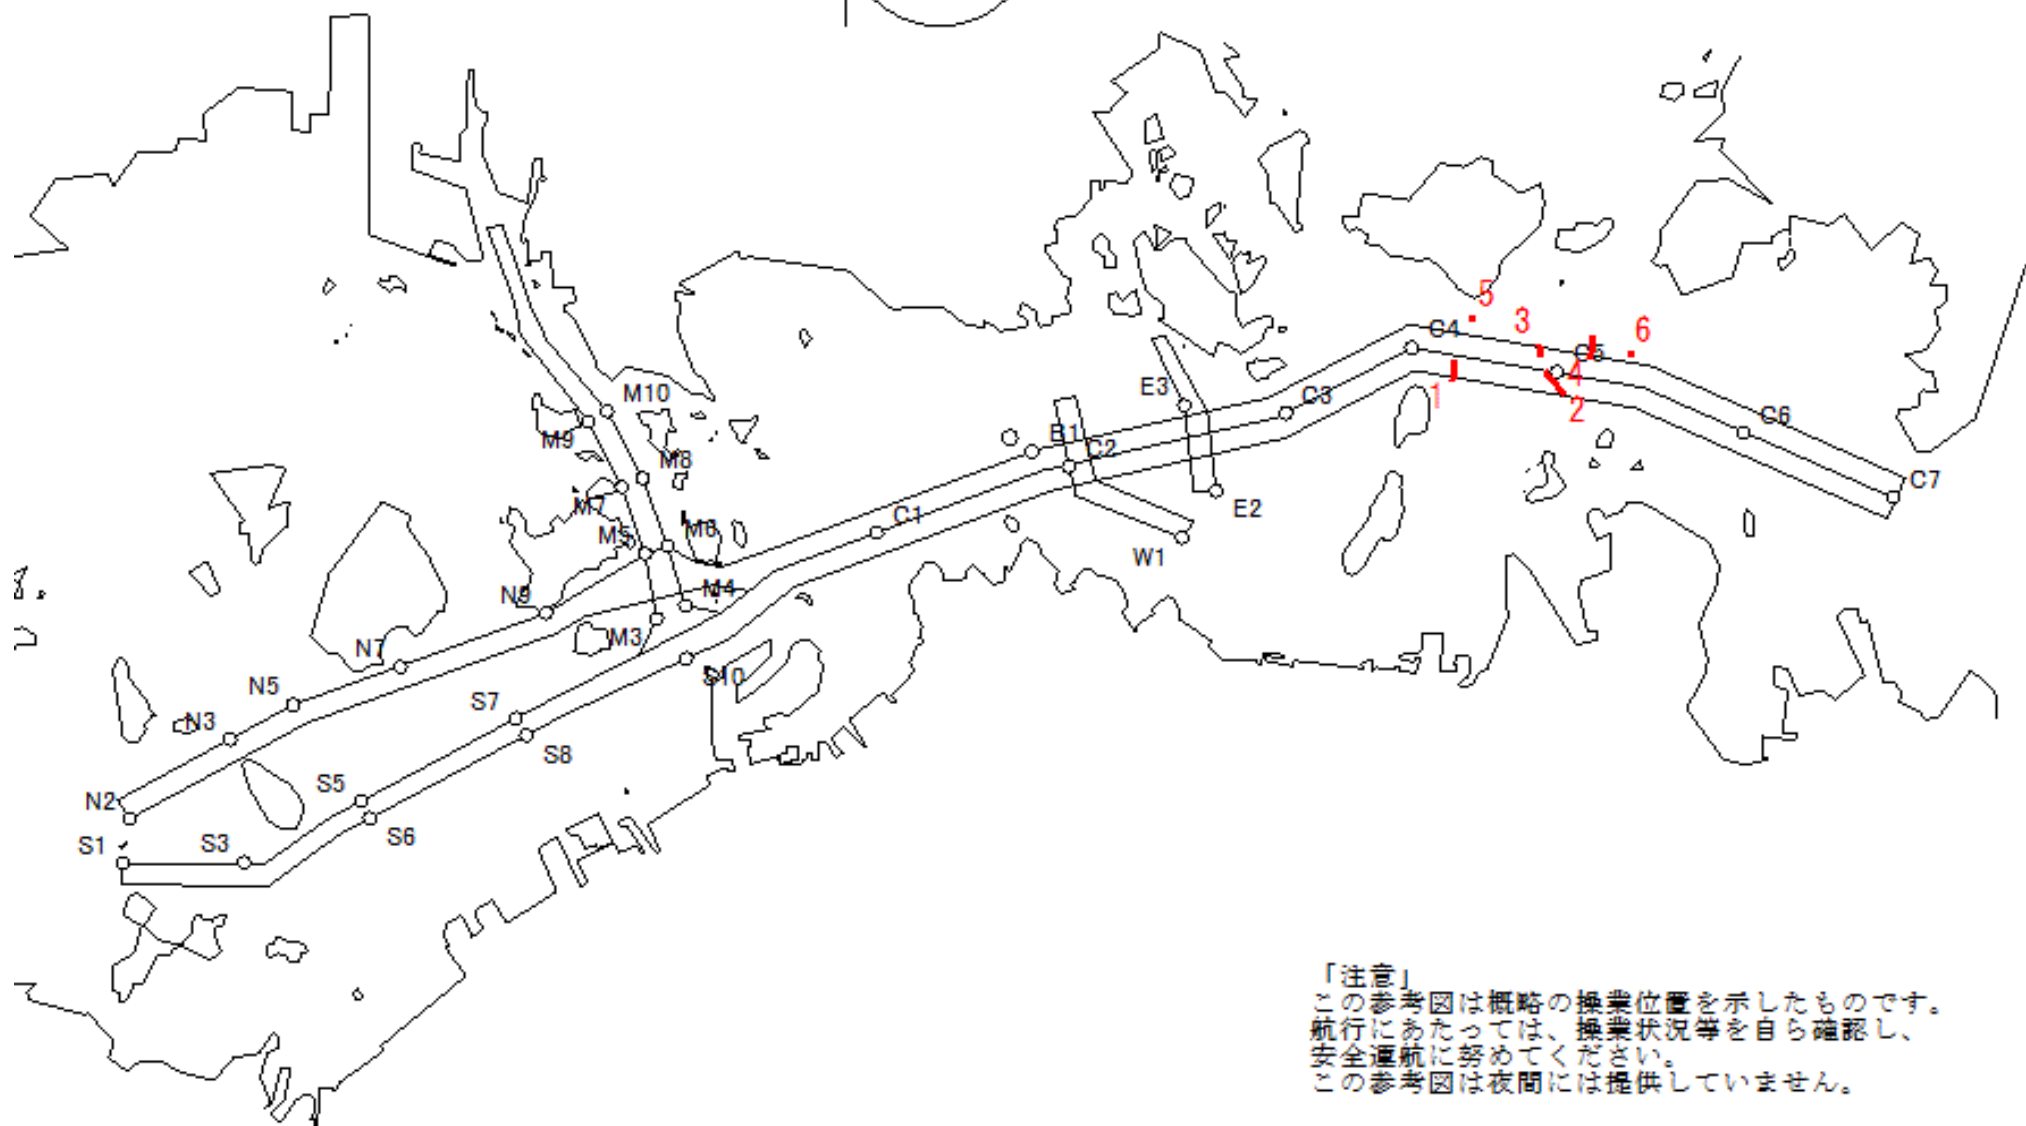 5
C4
3
6
C5
4
1
2
E3
C3
M10
C6
M9
B1
C2
M8
C7
E2
M7
C1
M5
M6
W1
N9
M4
M3
N7
S10
N5
S7
N3
S8
S5
N2
S6
S1
S3
「注意」
この参考図は概略の操業位置を示したものです。
航行にあたっては、操業状況等を自ら確認し、
安全運航に努めてください。
この参考図は夜間には提供していません。